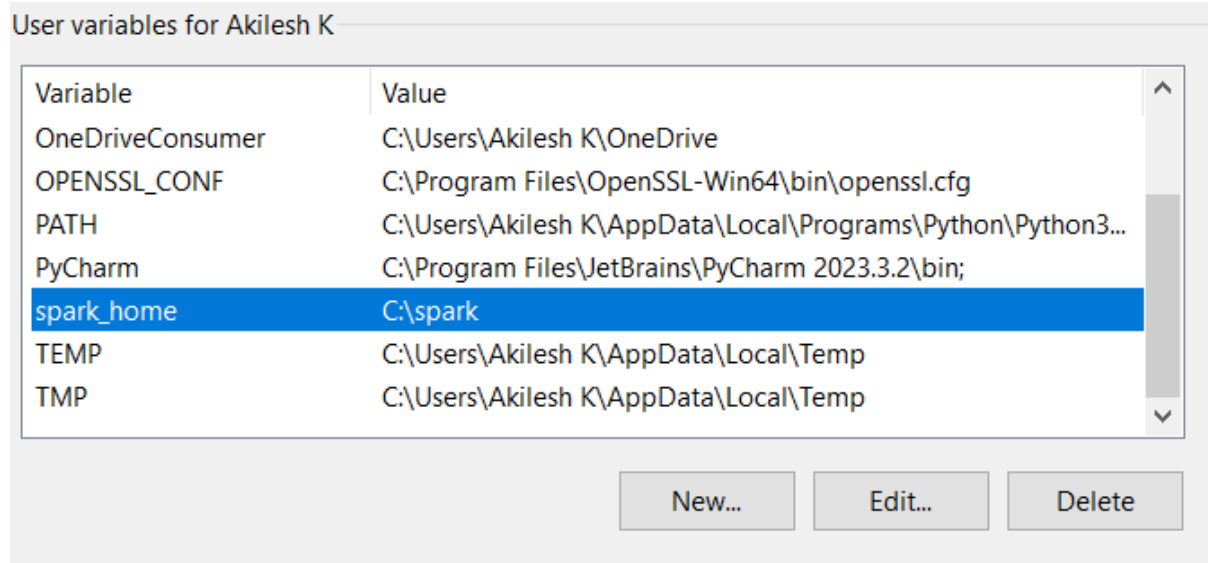 User variables for Akilesh K
Variable Value
OneDriveConsumer C:\Users\Akilesh K\OneDrive
OPENSSL_CONF C:\Program Files\OpenSSL-Win64\bin\openssl.cfg
PATH C:\Users\Akilesh K\AppData\Local\Programs\Python\Python3...
PyCharm C:\Program Files\JetBrains\PyCharm 2023.3.2\bin;
spark_home C:\spark
TEMP C:\Users\Akilesh K\AppData\Local\Temp
TMP C:\Users\Akilesh K\AppData\Local\Temp
New... Edit... Delete